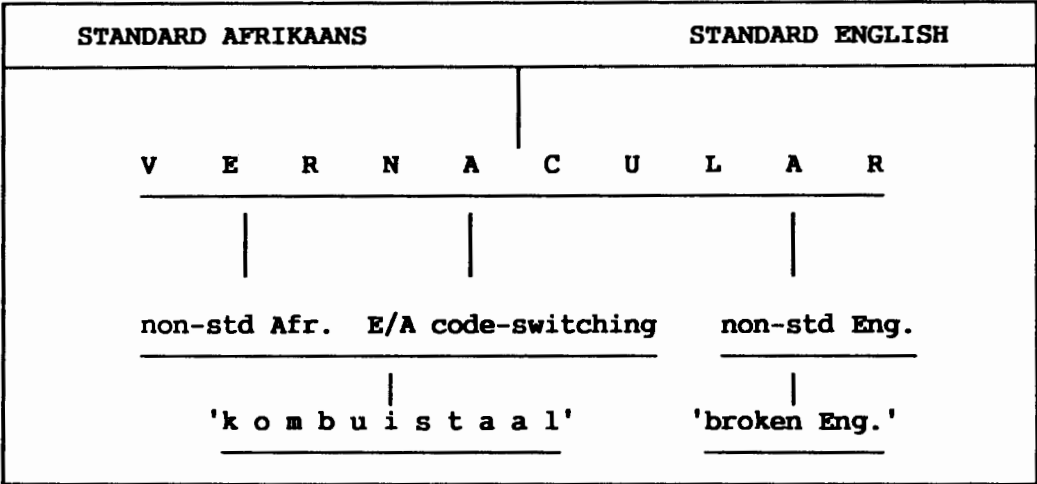 STANDARD AFRIKAANS STANDARD ENGLISH
V E R N A C U L A R
non-std Afr. E/A code-switching non-std Eng.
'k o m b u i s t a a l' 'broken Eng.'